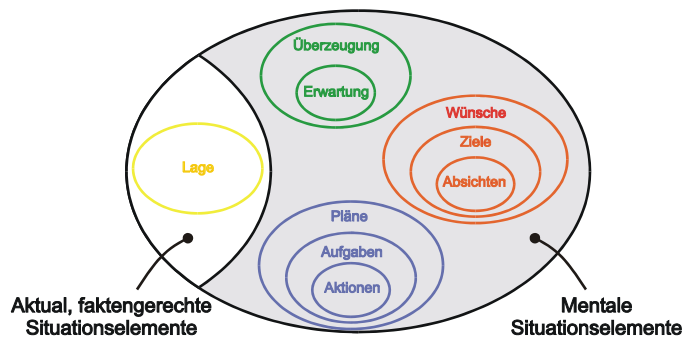 Überzeugung
Erwartung
Wünsche
Ziele
Absichten
Lage
Pläne
Aufgaben
Aktionen
Aktual, faktengerechte
Situationselemente
Mentale
Situationselemente